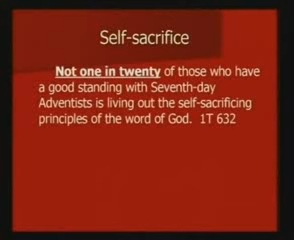 Self-sacrifice
Not one in twenty of those who have
a good standing with Seventh-day
Adventists is living out the self-sacrificing
principles of the word of God. 1T 632